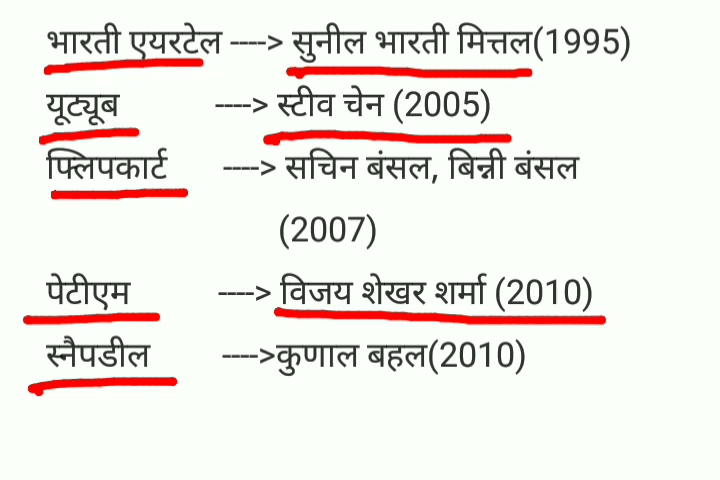 भारती एयरटेल ----> सुनील भारती मित्तल(1995)
यूट्यूब ----> स्टीव चेन (2005)
फ्लिपकार्ट ----> सचिन बंसल, बिन्नी बंसल
(2007)
पेटीएम ----> विजय शेखर शर्मा (2010)
स्नैपडील ---->कुणाल बहल(2010)